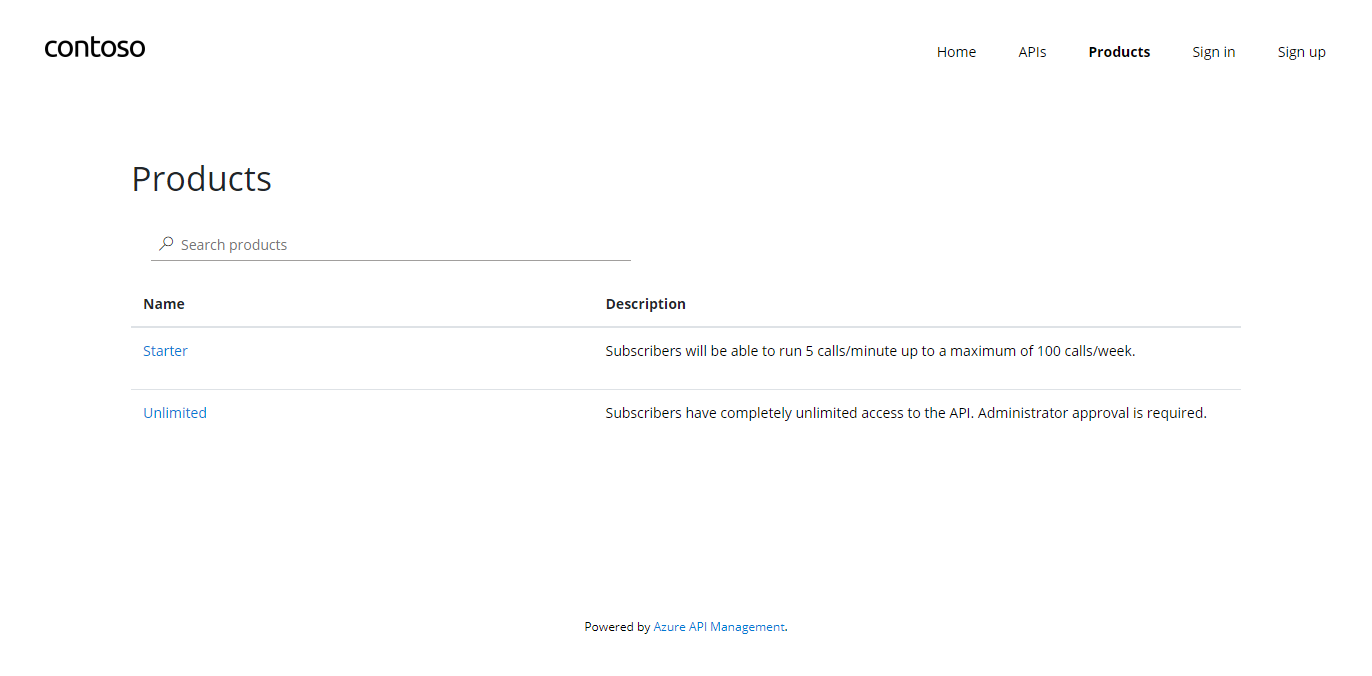 contoso
Home APIs Products Sign in Sign up
Products
Search products
Name Description
Starter Subscribers will be able to run 5 calls/minute up to a maximum of 100 calls/week.
Unlimited Subscribers have completely unlimited access to the API. Administrator approval is required.
Powered by Azure API Management.